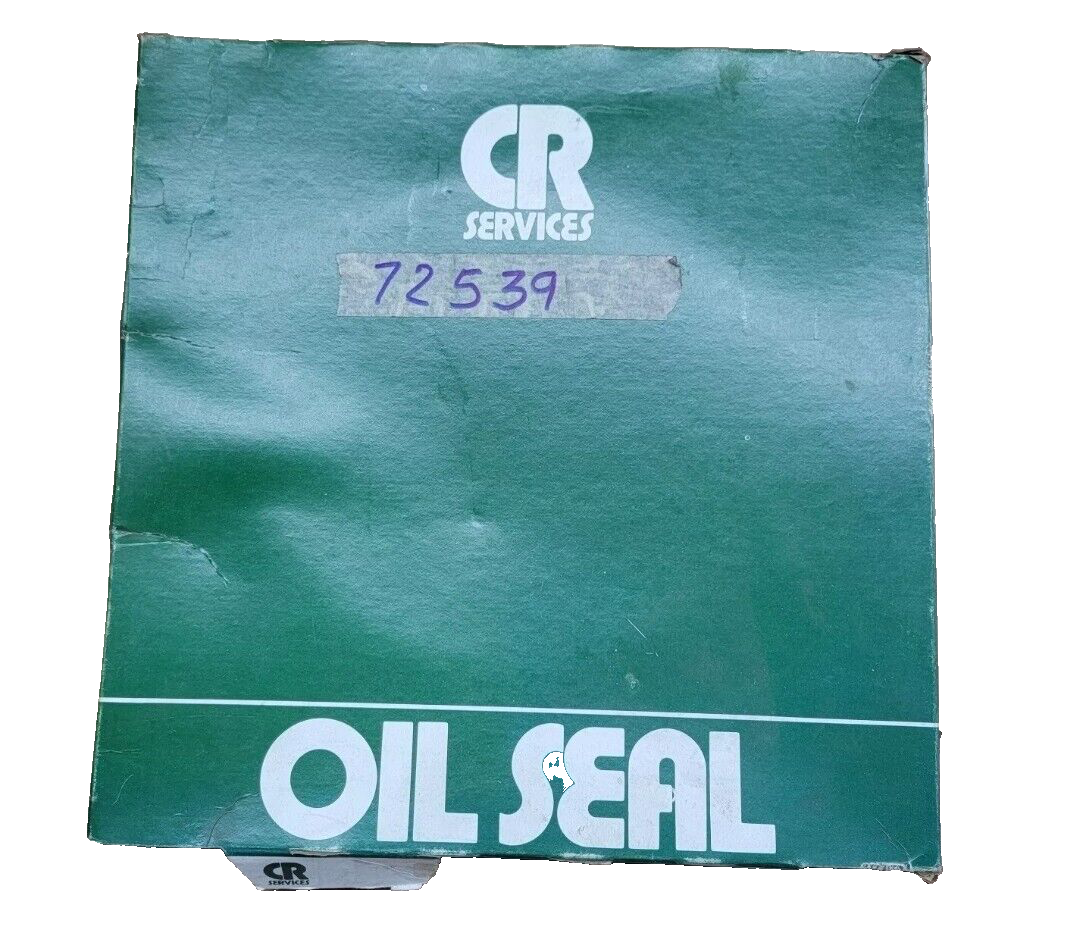 CR
SERVICES
72539
OIL SEAL
CR
SERVICES